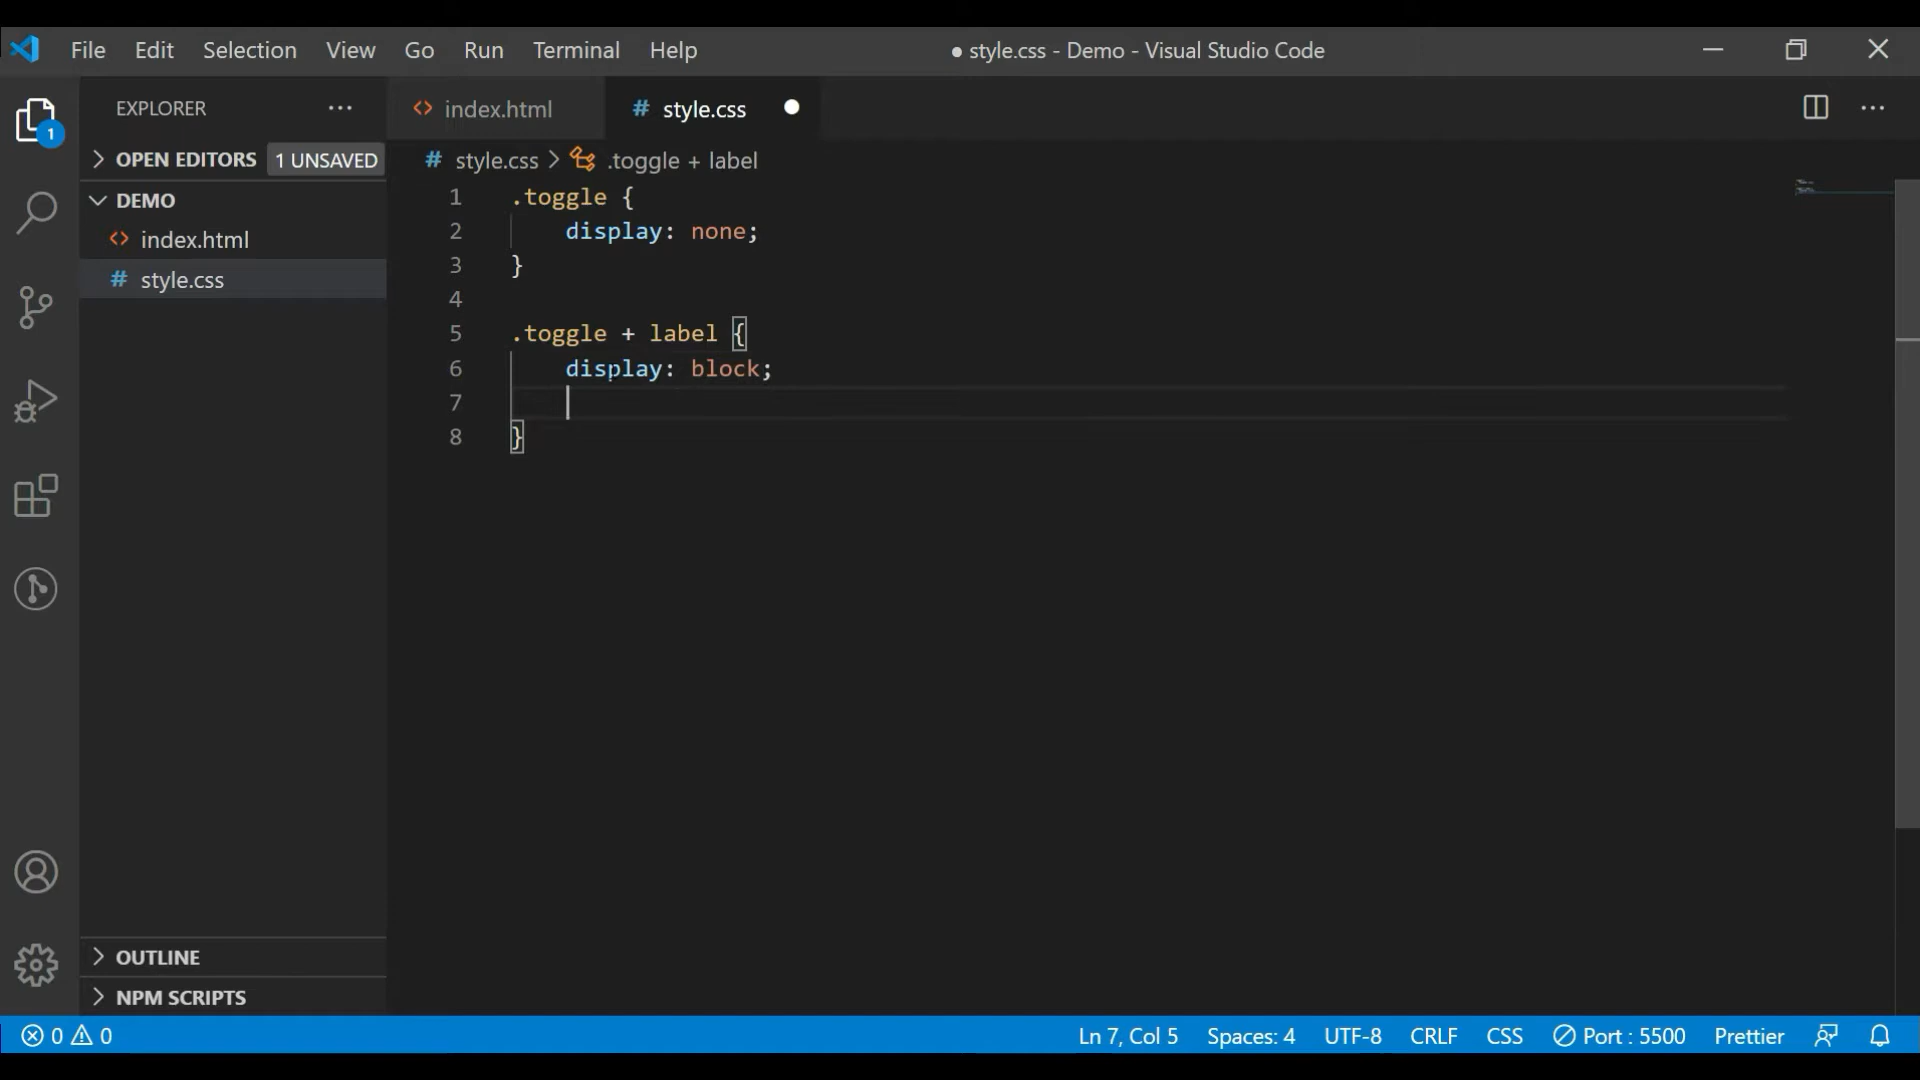 File Edit Selection View Go Run Terminal Help ● style.css - Demo - Visual Studio Code
1
EXPLORER ···
index.html
# style.css
OPEN EDITORS 1 UNSAVED
# style.css > .toggle + label
DEMO
index.html
# style.css
1 .toggle {
2 display: none;
3 }
4
5 .toggle + label {
6 display: block;
7
8 }
OUTLINE
NPM SCRIPTS
0 0 Ln 7, Col 5 Spaces: 4 UTF-8 CRLF CSS Port : 5500 Prettier